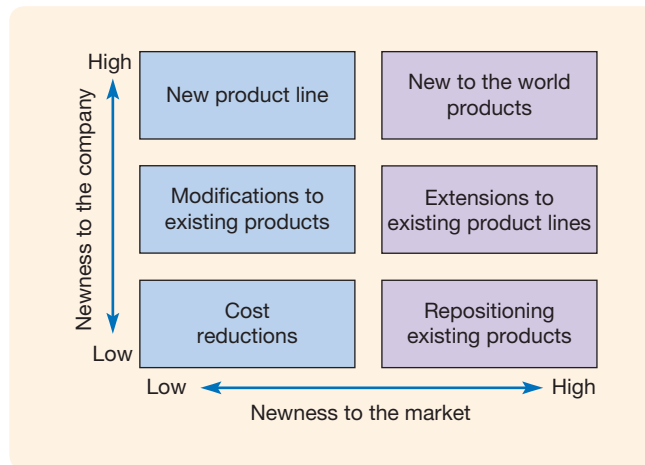 High
Newness to the company
Low
New product line
New to the world
products
Modifications to
existing products
Extensions to
existing product lines
Cost
reductions
Repositioning
existing products
Low
High
Newness to the market